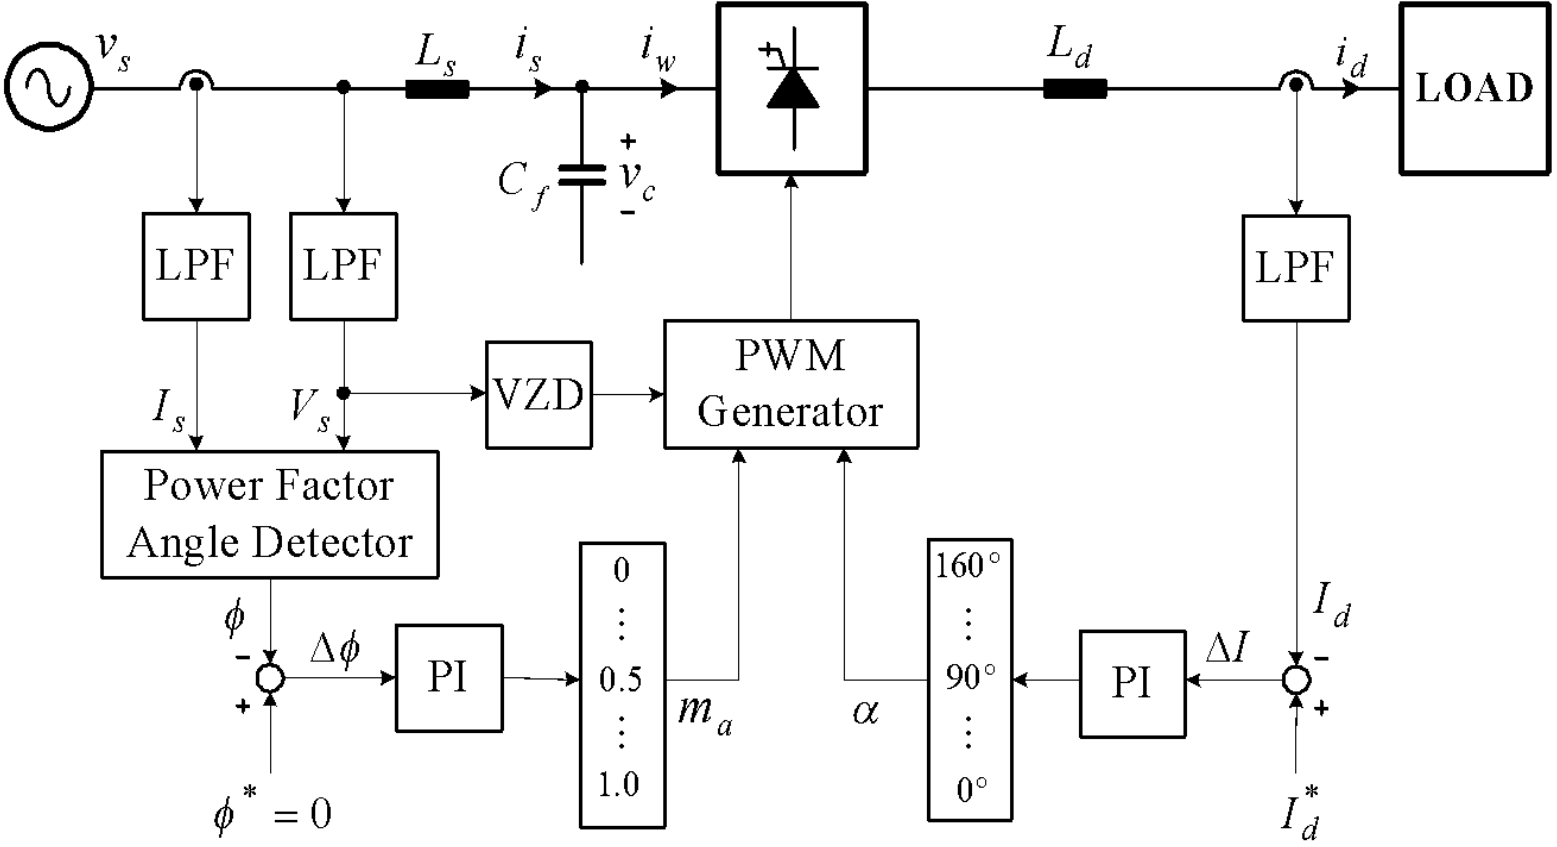 v_s
L_s
i_s
i_w
L_d
i_d
LOAD
C_f
+
v_c
-
LPF
LPF
LPF
PWM
Generator
VZD
I_s
V_s
Power Factor
Angle Detector
ϕ
-
Δϕ
+
ϕ* = 0
PI
0
⋮
0.5
⋮
1.0
m_a
α
160°
⋮
90°
⋮
0°
PI
ΔI
I_d
-
+
I_d*